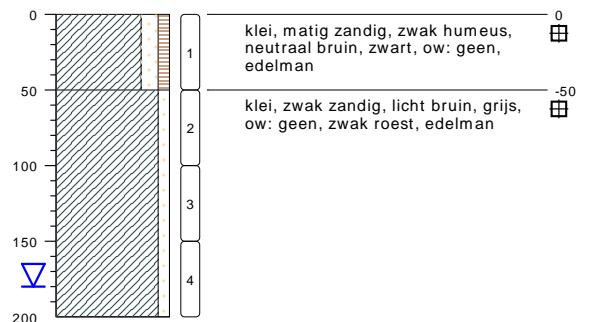 0
50
100
150
200
1
2
3
4
klei, matig zandig, zwak humeus,
neutraal bruin, zwart, ow: geen,
edelman
0
klei, zwak zandig, licht bruin, grijs,
ow: geen, zwak roest, edelman
-50